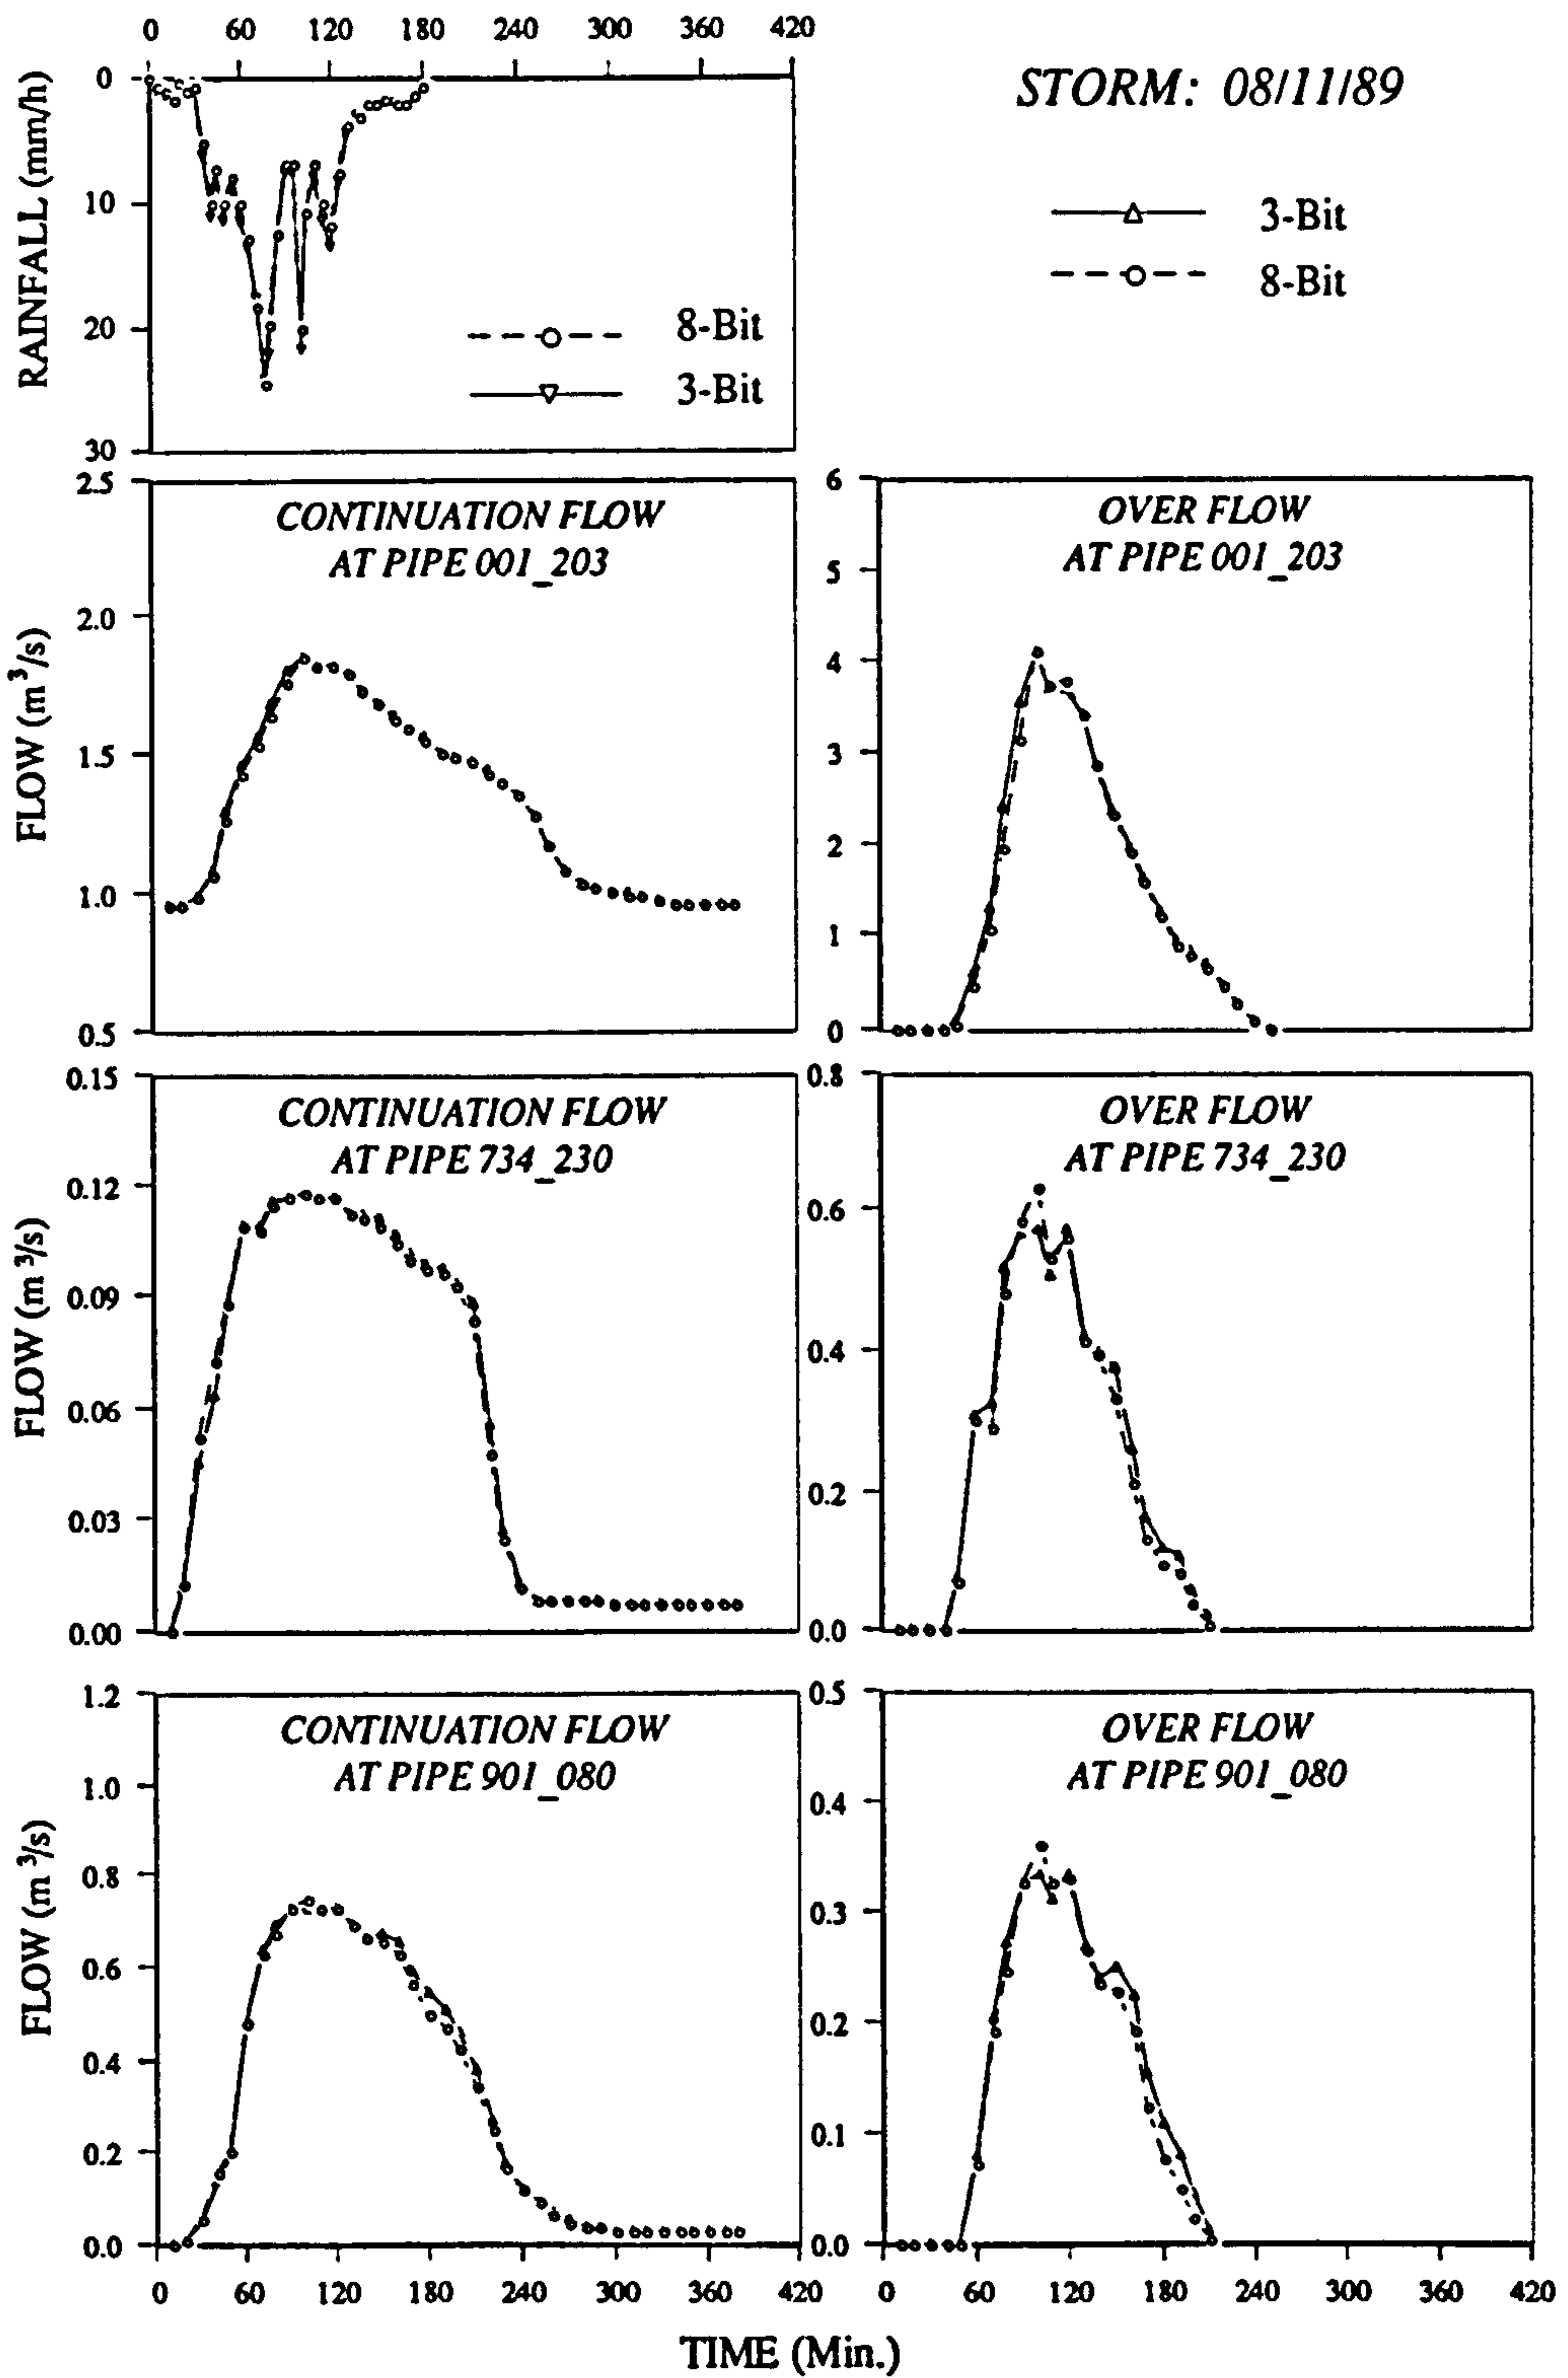 0 60 120 180 240 300 360 420
STORM: 08/11/89
RAINFALL (mm/h)
0
10
20
30
8-Bit
3-Bit
3-Bit
8-Bit
CONTINUATION FLOW
AT PIPE 001_203
FLOW (m³/s)
2.5
2.0
1.5
1.0
0.5
OVER FLOW
AT PIPE 001_203
6
5
4
3
2
1
0
CONTINUATION FLOW
AT PIPE 734_230
FLOW (m³/s)
0.15
0.12
0.09
0.06
0.03
0.00
OVER FLOW
AT PIPE 734_230
0.8
0.6
0.4
0.2
0.0
CONTINUATION FLOW
AT PIPE 901_080
FLOW (m³/s)
1.2
1.0
0.8
0.6
0.4
0.2
0.0
OVER FLOW
AT PIPE 901_080
0.5
0.4
0.3
0.2
0.1
0.0
0 60 120 180 240 300 360 420
0 60 120 180 240 300 360 420
TIME (Min.)